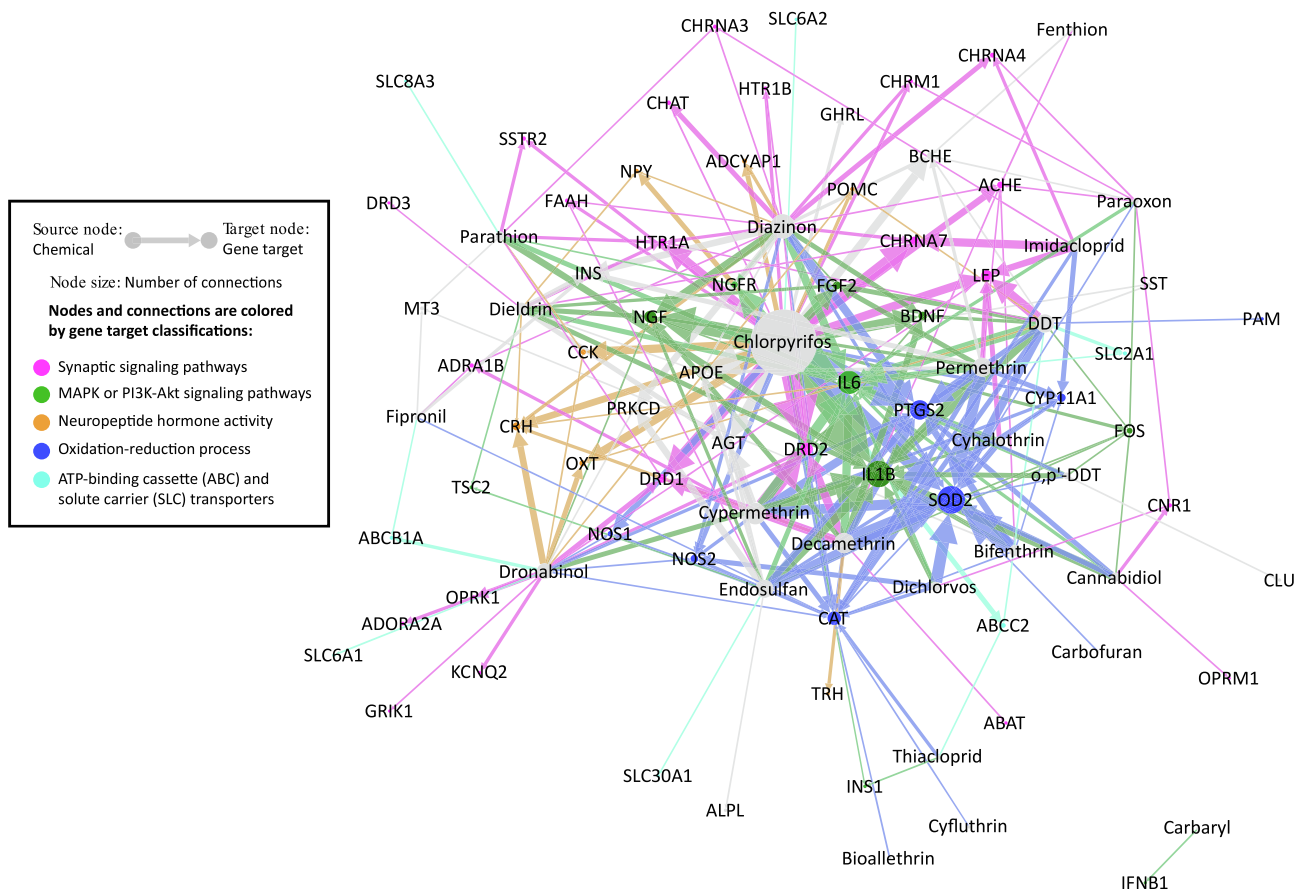 Source node:
Chemical
Target node:
Gene target
Node size: Number of connections
Nodes and connections are colored
by gene target classifications:
Synaptic signaling pathways
MAPK or PI3K-Akt signaling pathways
Neuropeptide hormone activity
Oxidation-reduction process
ATP-binding cassette (ABC) and
solute carrier (SLC) transporters
SLC6A2
CHRNA3
Fenthion
CHRNA4
SLC8A3
CHRM1
HTR1B
CHAT
GHRL
SSTR2
BCHE
ADCYAP1
NPY
ACHE
POMC
FAAH
DRD3
Paraoxon
Diazinon
Parathion
HTR1A
CHRNA7
Imidacloprid
INS
LEP
NGFR
FGF2
SST
MT3
Dieldrin
NGF
BDNF
DDT
PAM
Chlorpyrifos
CCK
SLC2A1
ADRA1B
APOE
Permethrin
IL6
CYP11A1
PRKCD
PTGS2
Fipronil
CRH
FOS
AGT
Cyhalothrin
DRD2
OXT
IL1B
o,p'-DDT
DRD1
TSC2
SOD2
CNR1
Cypermethrin
NOS1
ABCB1A
Decamethrin
Bifenthrin
NOS2
Dronabinol
Cannabidiol
CLU
Endosulfan
Dichlorvos
OPRK1
CAT
ADORA2A
ABCC2
SLC6A1
Carbofuran
KCNQ2
OPRM1
TRH
GRIK1
ABAT
Thiacloprid
SLC30A1
INS1
ALPL
Cyfluthrin
Carbaryl
Bioallethrin
IFNB1